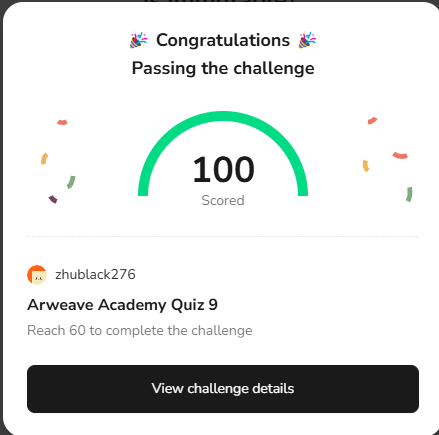 🎉 Congratulations 🎉
Passing the challenge
100
Scored
zhublack276
Arweave Academy Quiz 9
Reach 60 to complete the challenge
View challenge details